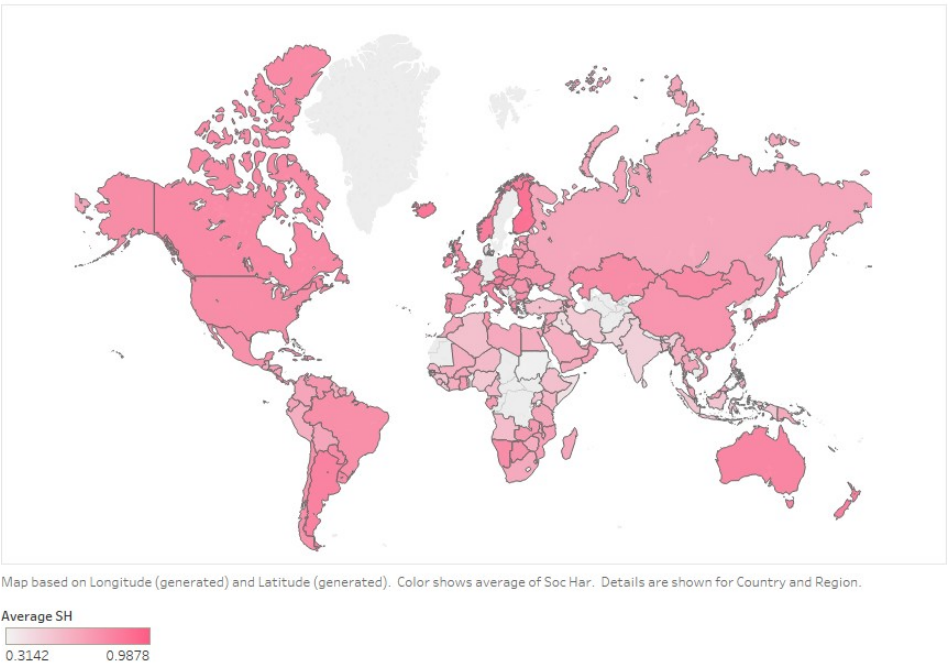 Map based on Longitude (generated) and Latitude (generated). Color shows average of Soc Har. Details are shown for Country and Region.
Average SH
0.3142 0.9878